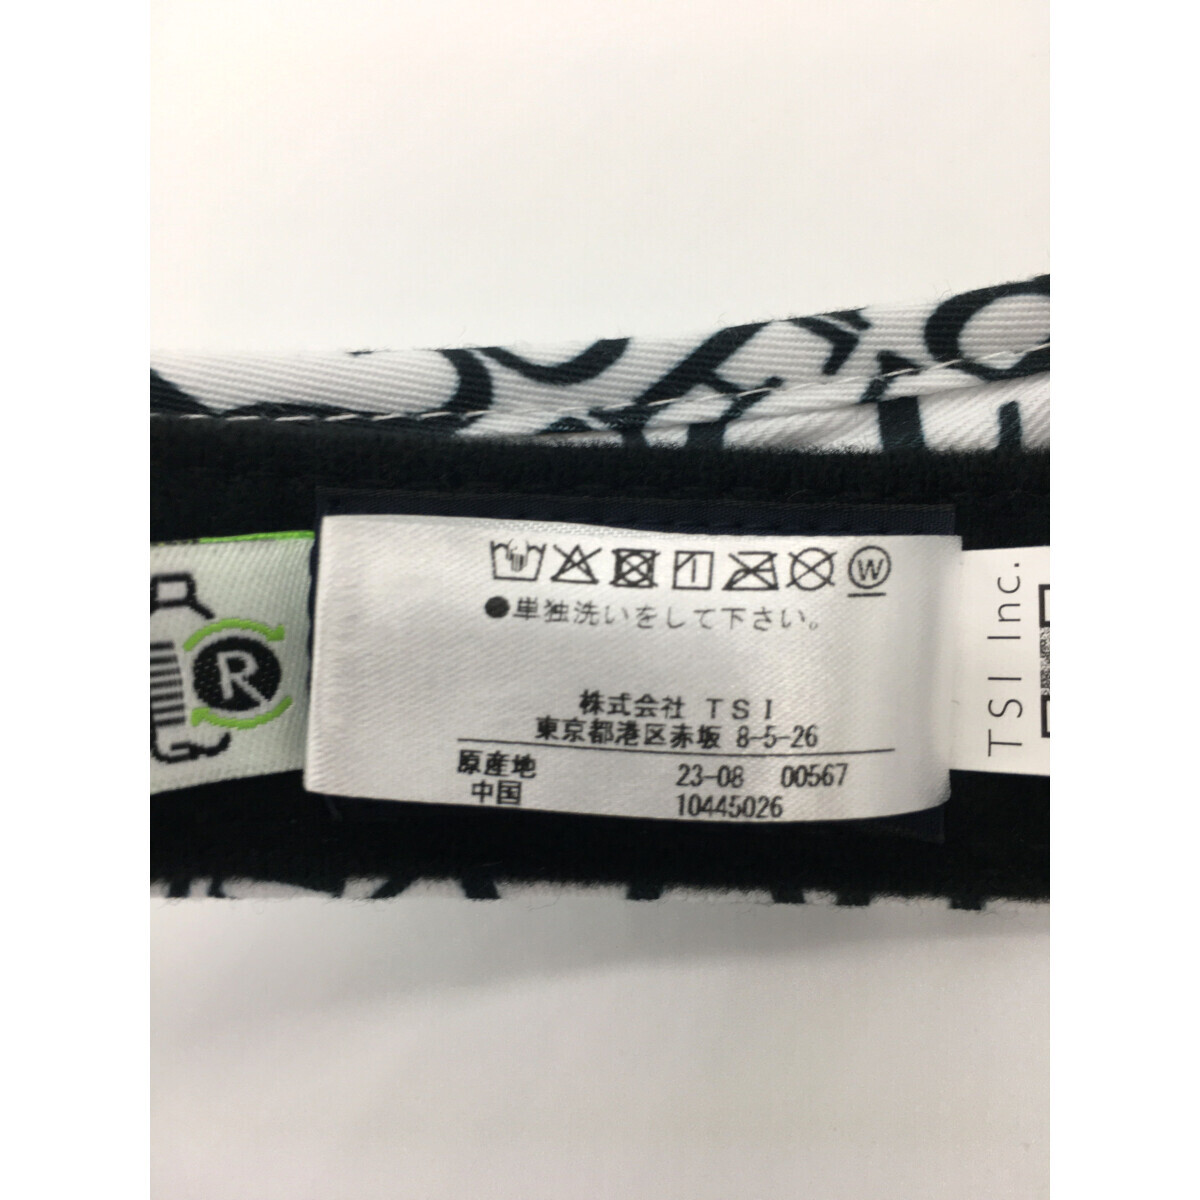 ●単独洗いをして下さい。
株式会社 TSI
東京都港区赤坂 8-5-26
原産地 23-08 00567
中国 10445026
R
TSI Inc.
W